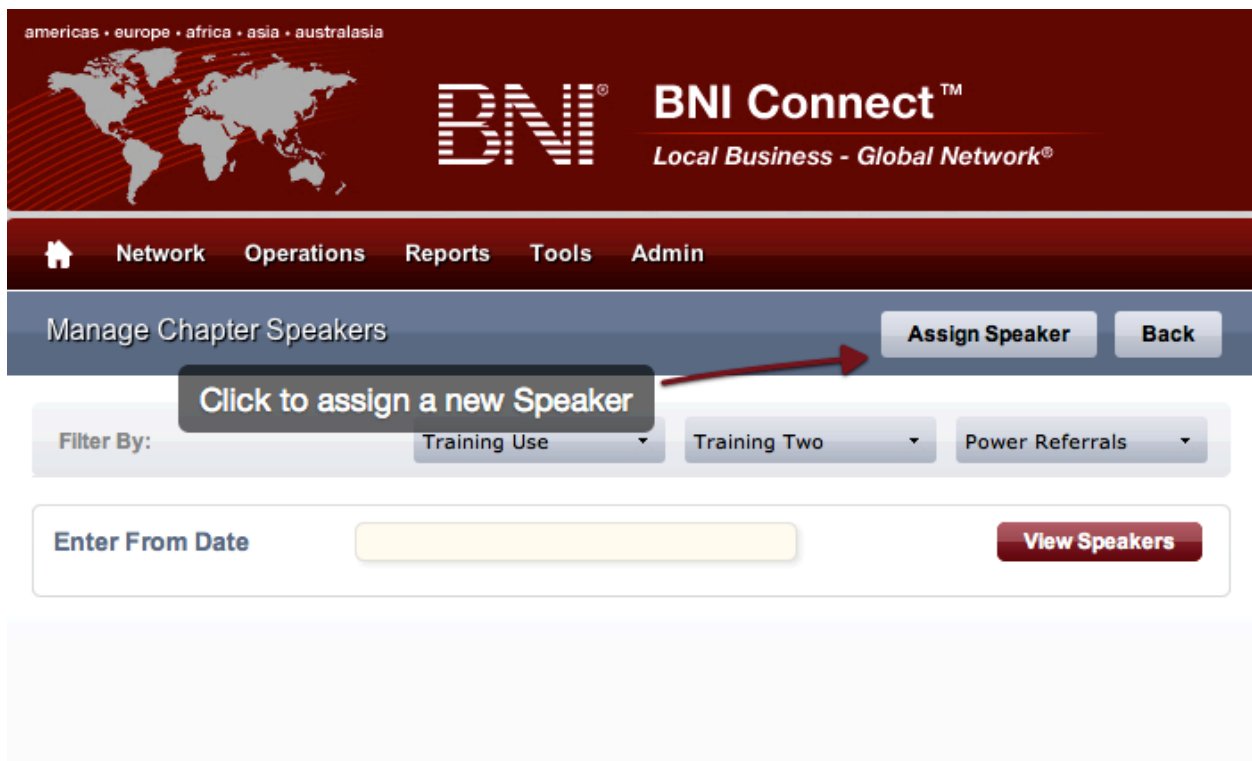 americas • europe • africa • asia • australasia
BNI® BNI Connect™
Local Business - Global Network®
Network Operations Reports Tools Admin
Manage Chapter Speakers Assign Speaker Back
Click to assign a new Speaker
Filter By: Training Use Training Two Power Referrals
Enter From Date View Speakers